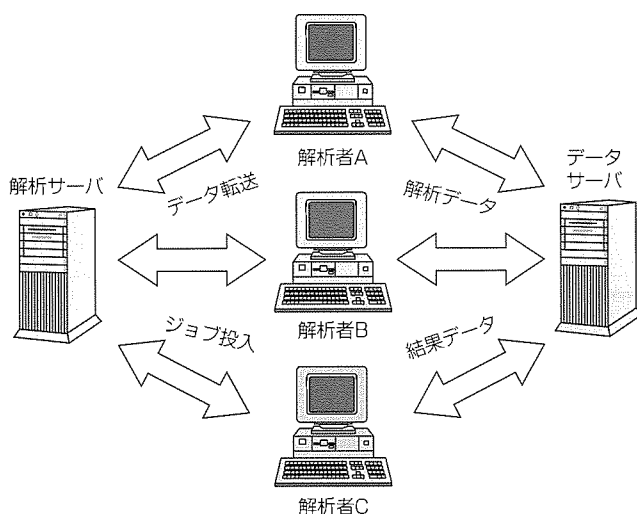 解析者A
解析サーバ
データ
サーバ
データ転送
解析データ
解析者B
ジョブ投入
結果データ
解析者C